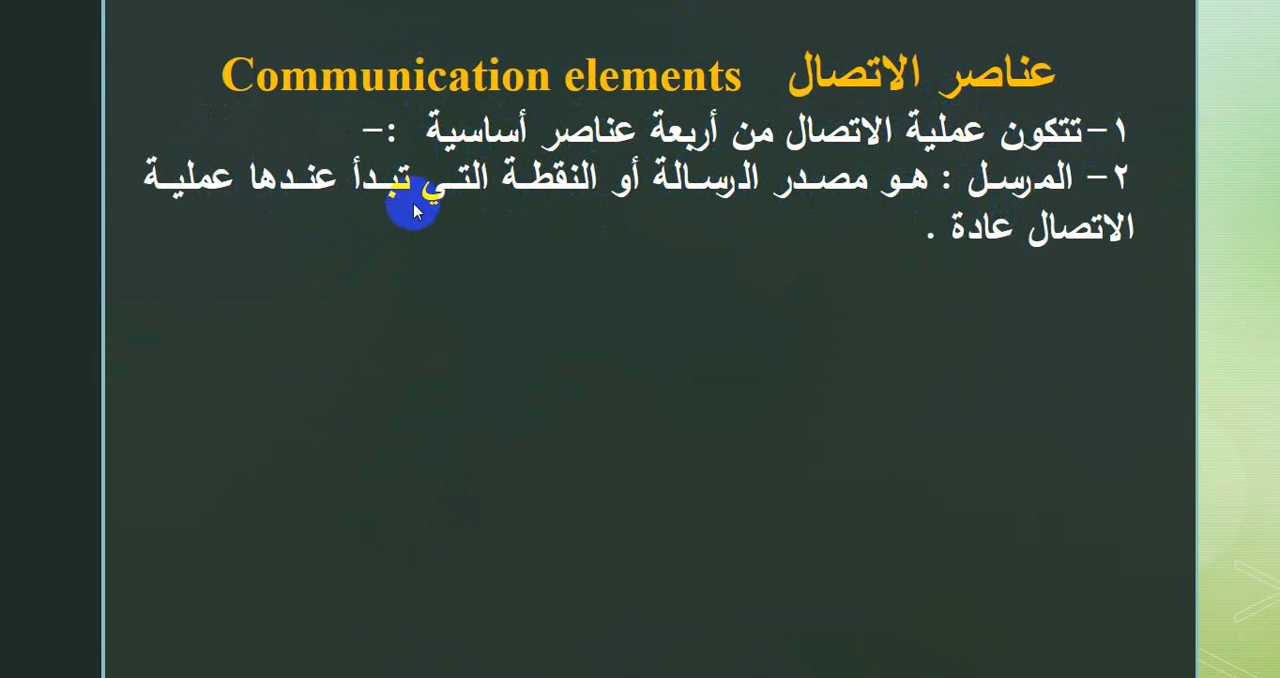 عناصر الاتصال Communication elements
١- تتكون عملية الاتصال من أربعة عناصر أساسية :-
٢- المرسل : هو مصدر الرسالة أو النقطة التي تبدأ عندها عملية
الاتصال عادة .